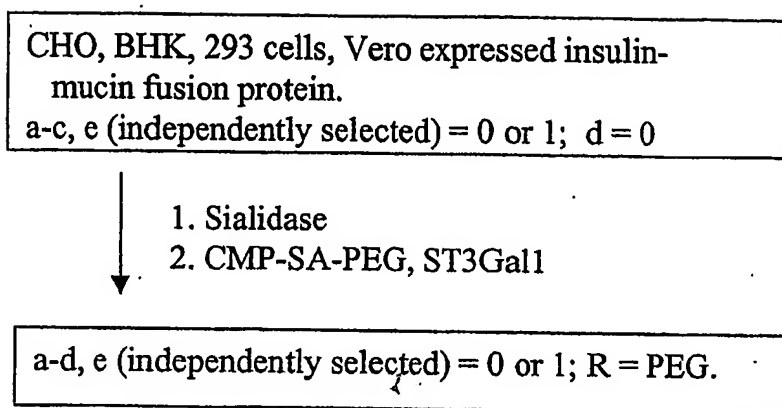 CHO, BHK, 293 cells, Vero expressed insulin-
mucin fusion protein.
a-c, e (independently selected) = 0 or 1; d = 0
1. Sialidase
2. CMP-SA-PEG, ST3Gal1
a-d, e (independently selected) = 0 or 1; R = PEG.